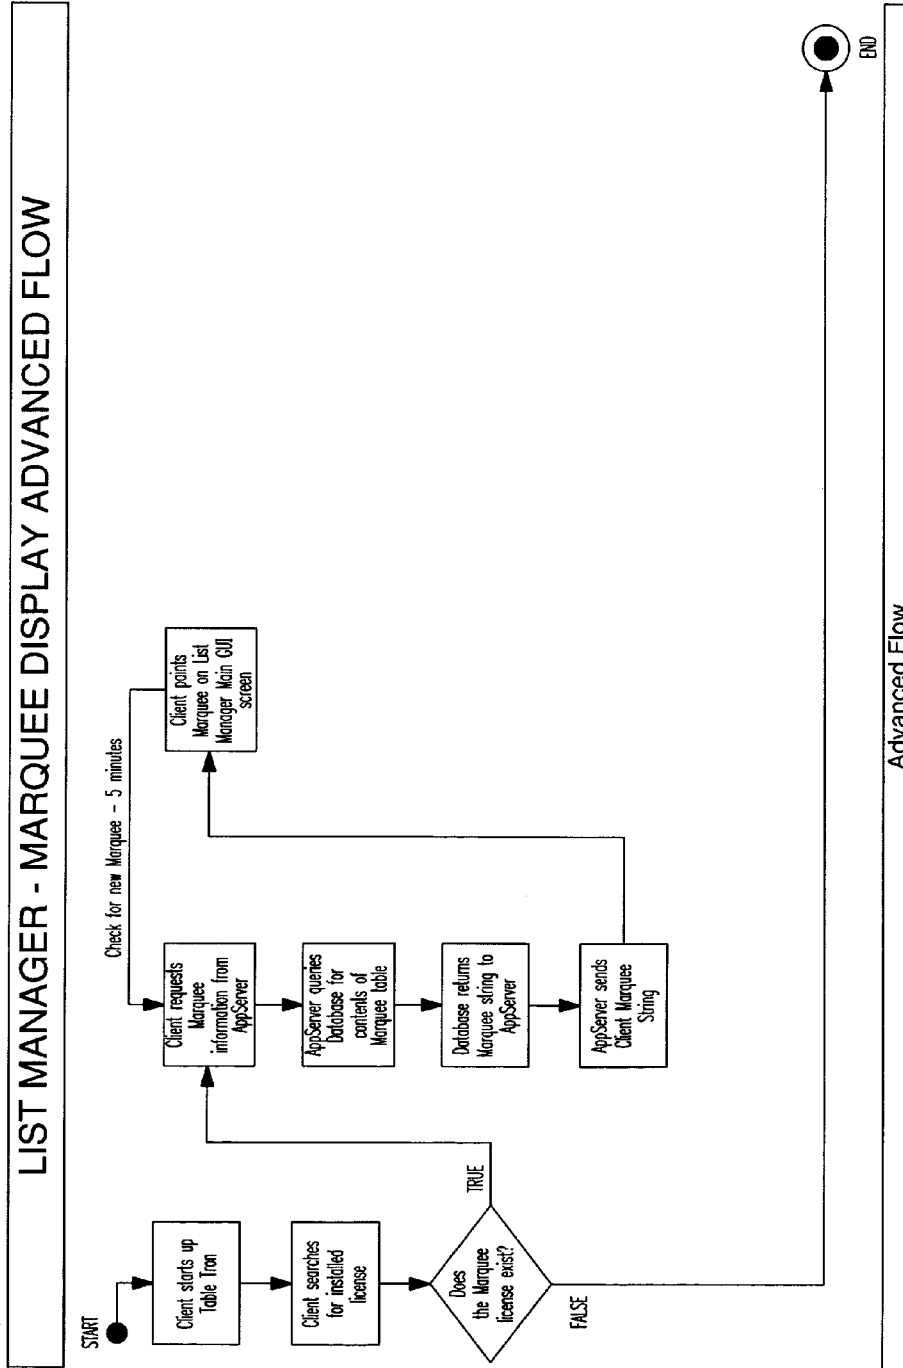 LIST MANAGER - MARQUEE DISPLAY ADVANCED FLOW
START
Client starts up
Table Tron
Client searches
for installed
license
Does
the Marquee
license exist?
TRUE
FALSE
Check for new Marquee - 5 minutes
Client requests
Marquee
information from
AppServer
AppServer queries
Database for
contents of
Marquee table
Database returns
Marquee string to
AppServer
AppServer sends
Client Marquee
String
Client paints
Marquee on List
Manager Main GUI
screen
END
Advanced Flow